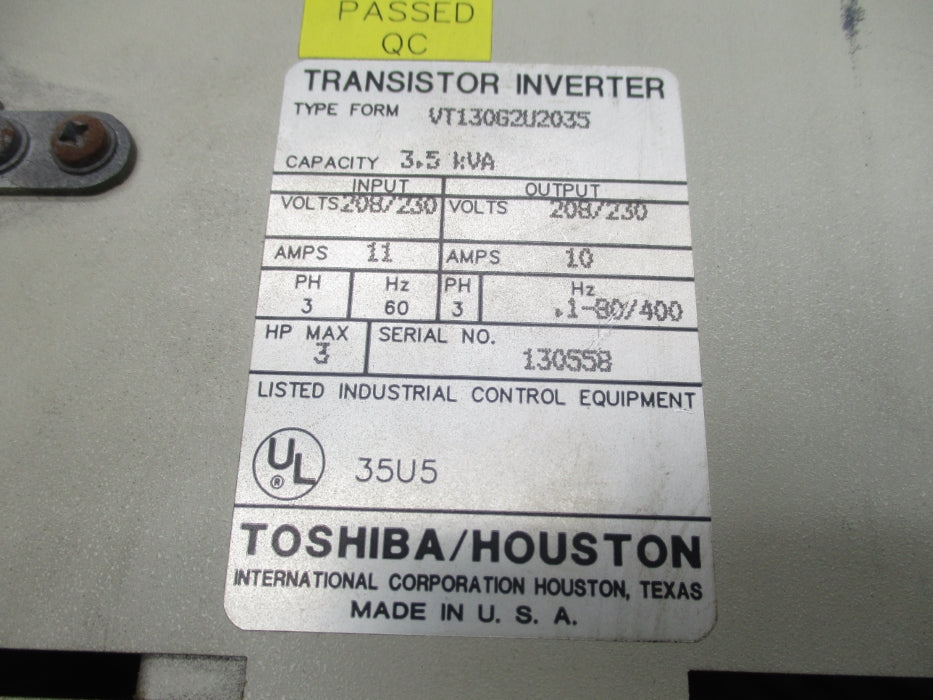 PASSED
QC
TRANSISTOR INVERTER
TYPE FORM VT130G2U2035
CAPACITY 3.5 kVA
INPUT OUTPUT
VOLTS 208/230 VOLTS 208/230
AMPS 11 AMPS 10
PH Hz PH Hz
3 60 3 .1-80/400
HP MAX SERIAL NO.
3 130558
LISTED INDUSTRIAL CONTROL EQUIPMENT
UL ® 35U5
TOSHIBA/HOUSTON
INTERNATIONAL CORPORATION HOUSTON, TEXAS
MADE IN U. S. A.